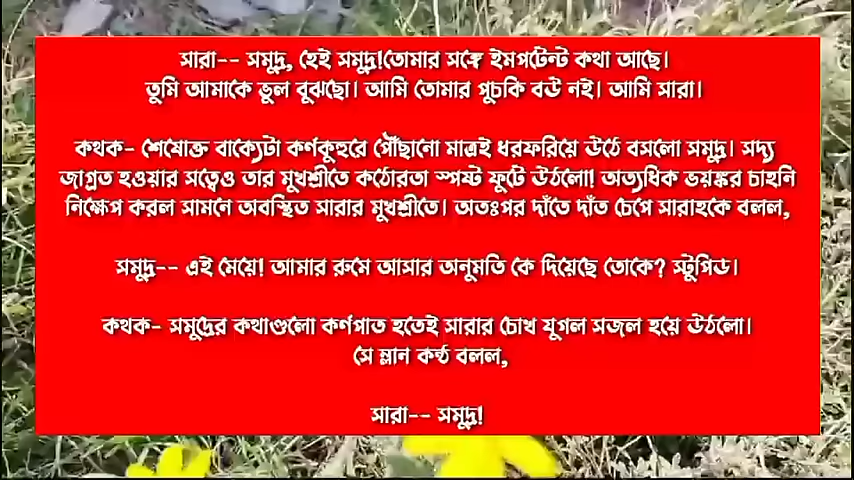 সারা-- সমুদ্র, হেই সমুদ্র!তোমার সঙ্গে ইমপটেন্ট কথা আছে।
তুমি আমাকে ভুল বুঝছো। আমি তোমার পুচকি বউ নই। আমি সারা।
কথক- শেষোক্ত বাক্যেটা কর্ণকুহুরে পৌঁছানো মাত্রই ধরফরিয়ে উঠে বসলো সমুদ্র। সদ্য
জাগ্রত হওয়ার সত্বেও তার মুখশ্রীতে কঠোরতা স্পষ্ট ফুটে উঠলো! অত্যধিক ভয়ঙ্কর চাহনি
নিক্ষেপ করল সামনে অবস্থিত সারার মুখশ্রীতে। অতঃপর দাঁতে দাঁত চেপে সারাহকে বলল,
সমুদ্র-- এই মেয়ে! আমার রুমে আসার অনুমতি কে দিয়েছে তোকে? স্টুপিড।
কথক- সমুদ্রের কথাগুলো কর্ণপাত হতেই সারার চোখ যুগল সজল হয়ে উঠলো।
সে ম্লান কন্ঠ বলল,
সারা-- সমুদ্র!